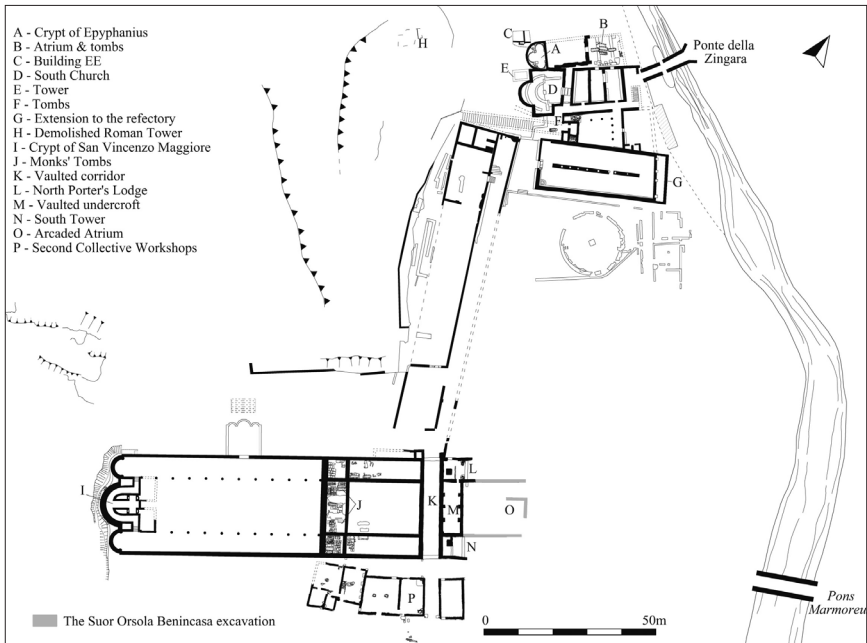 A - Crypt of Epyphanius
B - Atrium & tombs
C - Building EE
D - South Church
E - Tower
F - Tombs
G - Extension to the refectory
H - Demolished Roman Tower
I - Crypt of San Vincenzo Maggiore
J - Monks' Tombs
K - Vaulted corridor
L - North Porter's Lodge
M - Vaulted undercroft
N - South Tower
O - Arcaded Atrium
P - Second Collective Workshops
H
C
B
A
E
D
F
G
Ponte della
Zingara
I
J
K
L
M
N
O
P
Pons
Marmoreu
The Suor Orsola Benincasa excavation
0
50m